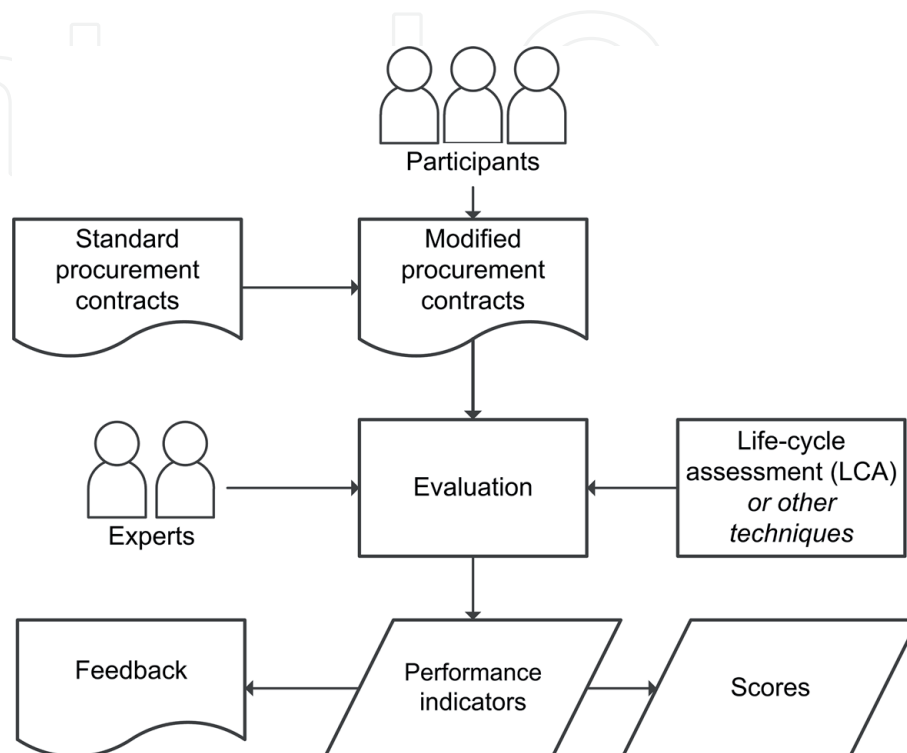 Participants
Standard
procurement
contracts
Modified
procurement
contracts
Experts
Evaluation
Life-cycle
assessment (LCA)
or other
techniques
Feedback
Performance
indicators
Scores